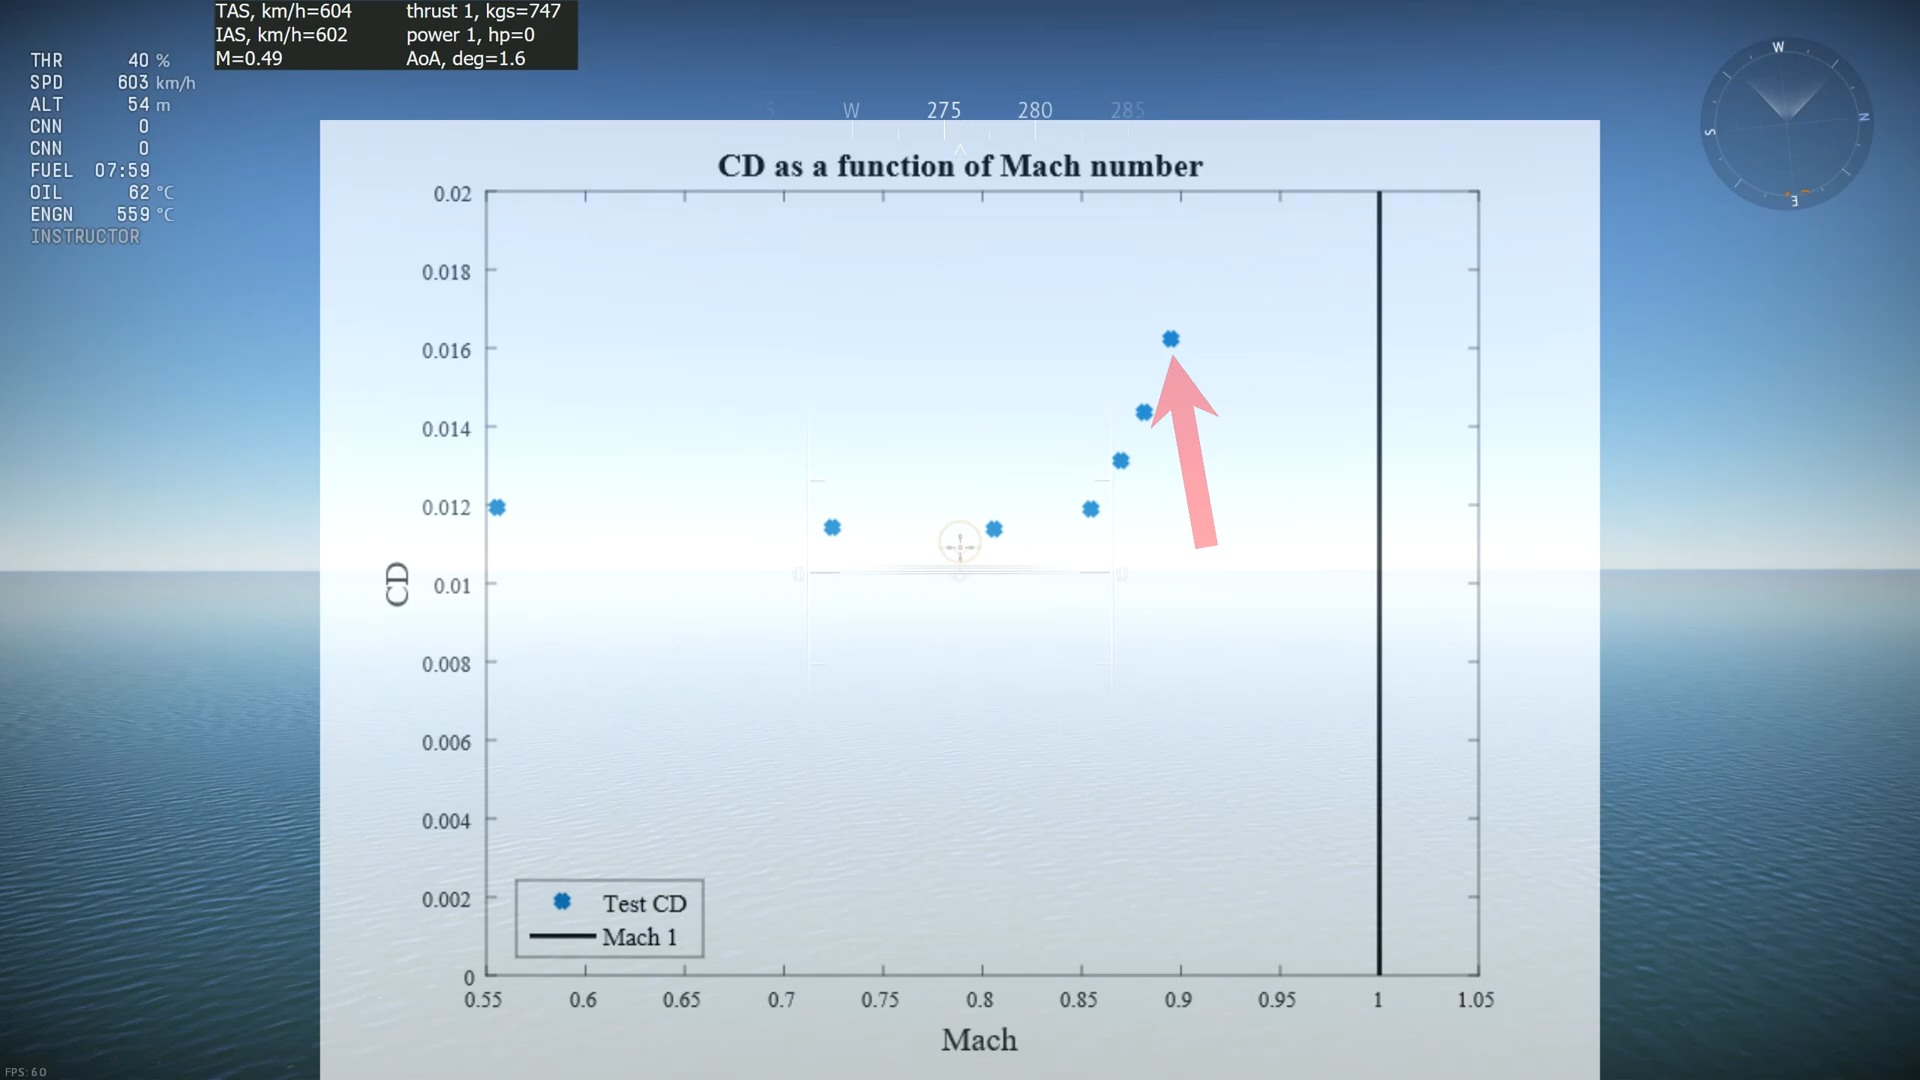 TAS, km/h=604 thrust 1, kgs=747
IAS, km/h=602 power 1, hp=0
M=0.49 AoA, deg=1.6
THR 40 %
SPD 603 km/h
ALT 54 m
CNN 0
CNN 0
FUEL 07:59
OIL 62 °C
ENGN 559 °C
INSTRUCTOR
S W 275 280 285
W
N
S
E
CD as a function of Mach number
0.02
0.018
0.016
0.014
0.012
0.01
0.008
0.006
0.004
0.002
0
CD
Test CD
Mach 1
0.55 0.6 0.65 0.7 0.75 0.8 0.85 0.9 0.95 1 1.05
Mach
FPS: 60